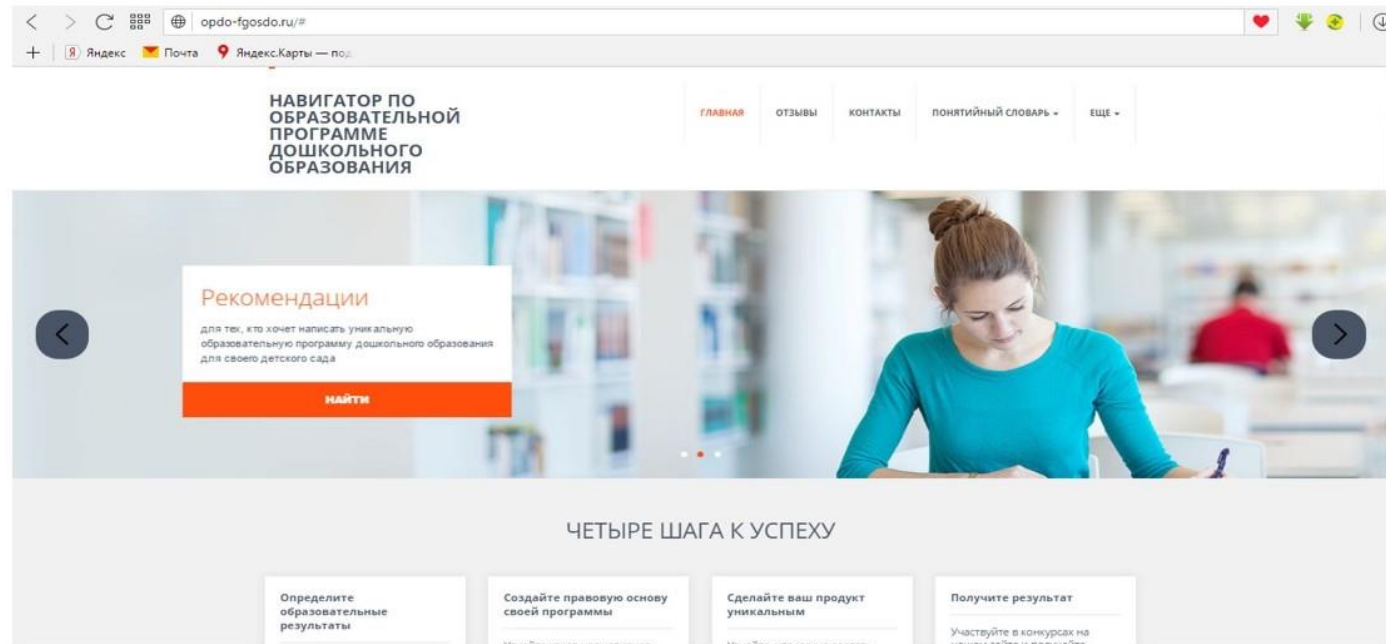 opdo-fgosdo.ru/#
Яндекс Почта Яндекс.Карты — под
НАВИГАТОР ПО
ОБРАЗОВАТЕЛЬНОЙ
ПРОГРАММЕ
ДОШКОЛЬНОГО
ОБРАЗОВАНИЯ
ГЛАВНАЯ ОТЗЫВЫ КОНТАКТЫ ПОНЯТИЙНЫЙ СЛОВАРЬ ЕЩЕ
Рекомендации
для тех, кто хочет написать уникальную
образовательную программу дошкольного образования
для своего детского сада
НАЙТИ
ЧЕТЫРЕ ШАГА К УСПЕХУ
Определите
образовательные
результаты
Создайте правовую основу
своей программы
Сделайте ваш продукт
уникальным
Получите результат
Участвуйте в конкурсах на